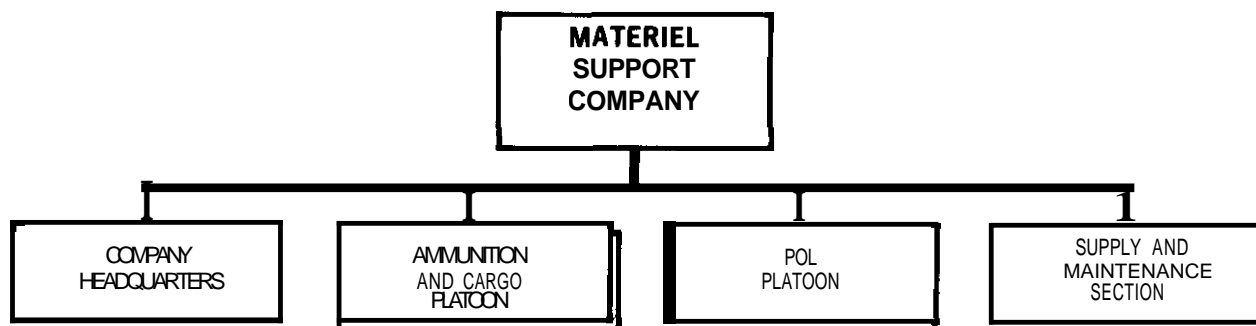 MATERIEL
SUPPORT
COMPANY
COMPANY
HEADQUARTERS
AMMUNITION
AND CARGO
PLATOON
POL
PLATOON
SUPPLY AND
MAINTENANCE
SECTION